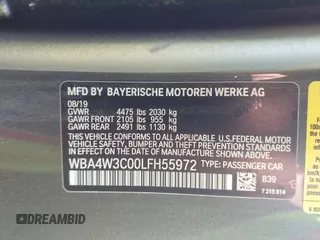 MFD BY BAYERISCHE MOTOREN WERKE AG
08/19
GVWR 4475 lbs 2030 kg
GAWR FRONT 2105 lbs 955 kg
GAWR REAR 2491 lbs 1130 kg
THIS VEHICLE CONFORMS TO ALL APPLICABLE
U.S. FEDERAL MOTOR VEHICLE SAFETY,
BUMPER, AND THEFT PREVENTION STANDARDS
IN EFFECT ON THE DATE OF MANUFACTURE
SHOWN ABOVE.
WBA4W3C00LFH55972 TYPE: PASSENGER CAR
B39
7 315 814
DREAMBID
dreambid.com